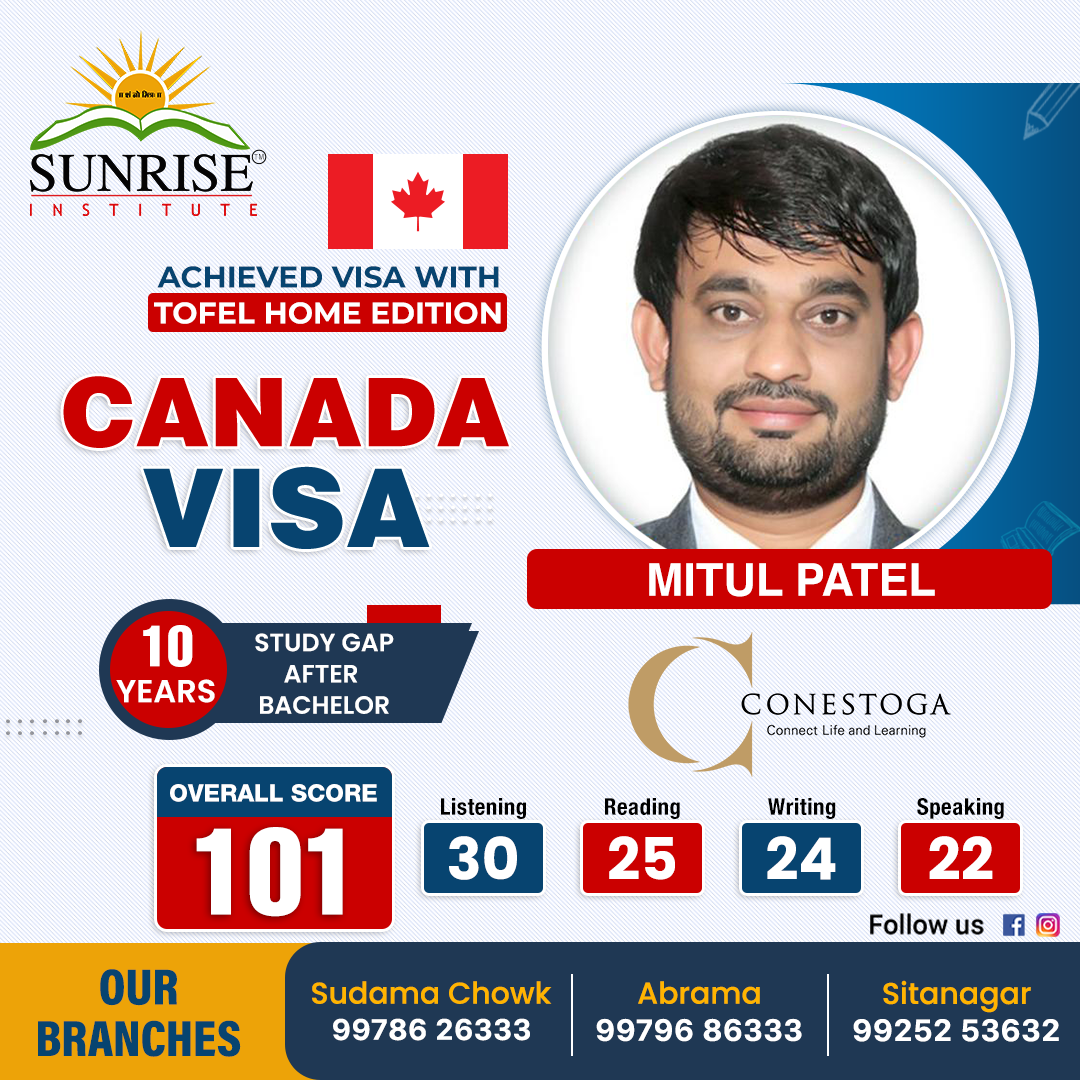 SUNRISE
TM
INSTITUTE
ACHIEVED VISA WITH
TOFEL HOME EDITION
CANADA
VISA
MITUL PATEL
10
YEARS
STUDY GAP
AFTER
BACHELOR
CONESTOGA
Connect Life and Learning
OVERALL SCORE
101
Listening
30
Reading
25
Writing
24
Speaking
22
Follow us
OUR
BRANCHES
Sudama Chowk
99786 26333
Abrama
99796 86333
Sitanagar
99252 53632